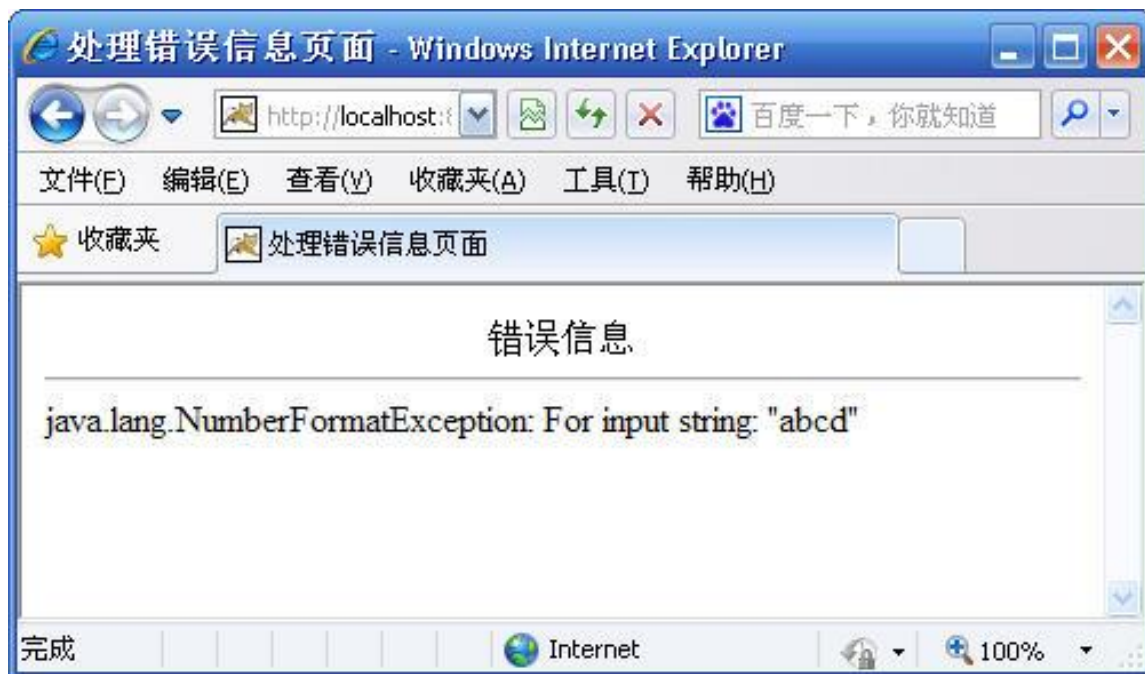 处理错误信息页面 - Windows Internet Explorer
http://localhost:8
百度一下，你就知道
文件(F) 编辑(E) 查看(V) 收藏夹(A) 工具(T) 帮助(H)
收藏夹 处理错误信息页面
错误信息
java.lang.NumberFormatException: For input string: "abcd"
完成 Internet 100%